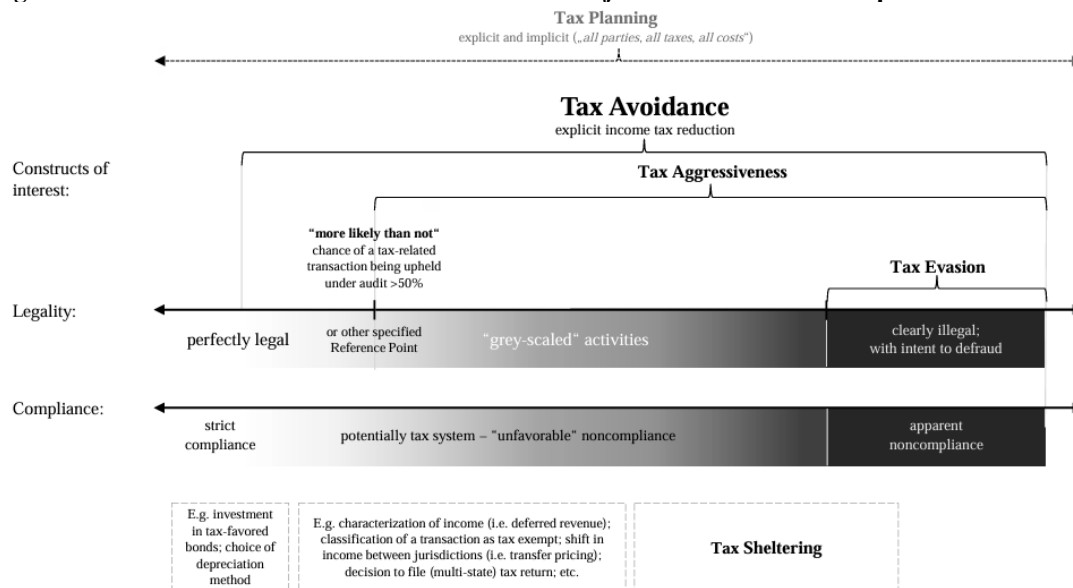 Tax Planning
explicit and implicit („all parties, all taxes, all costs“)
Tax Avoidance
explicit income tax reduction
Constructs of
interest:
Tax Aggressiveness
“more likely than not“
chance of a tax-related
transaction being upheld
under audit >50%
Tax Evasion
Legality:
perfectly legal
or other specified
Reference Point
“grey-scaled“ activities
clearly illegal;
with intent to defraud
Compliance:
strict
compliance
potentially tax system – “unfavorable“ noncompliance
apparent
noncompliance
E.g. investment
in tax-favored
bonds; choice of
depreciation
method
E.g. characterization of income (i.e. deferred revenue);
classification of a transaction as tax exempt; shift in
income between jurisdictions (i.e. transfer pricing);
decision to file (multi-state) tax return; etc.
Tax Sheltering